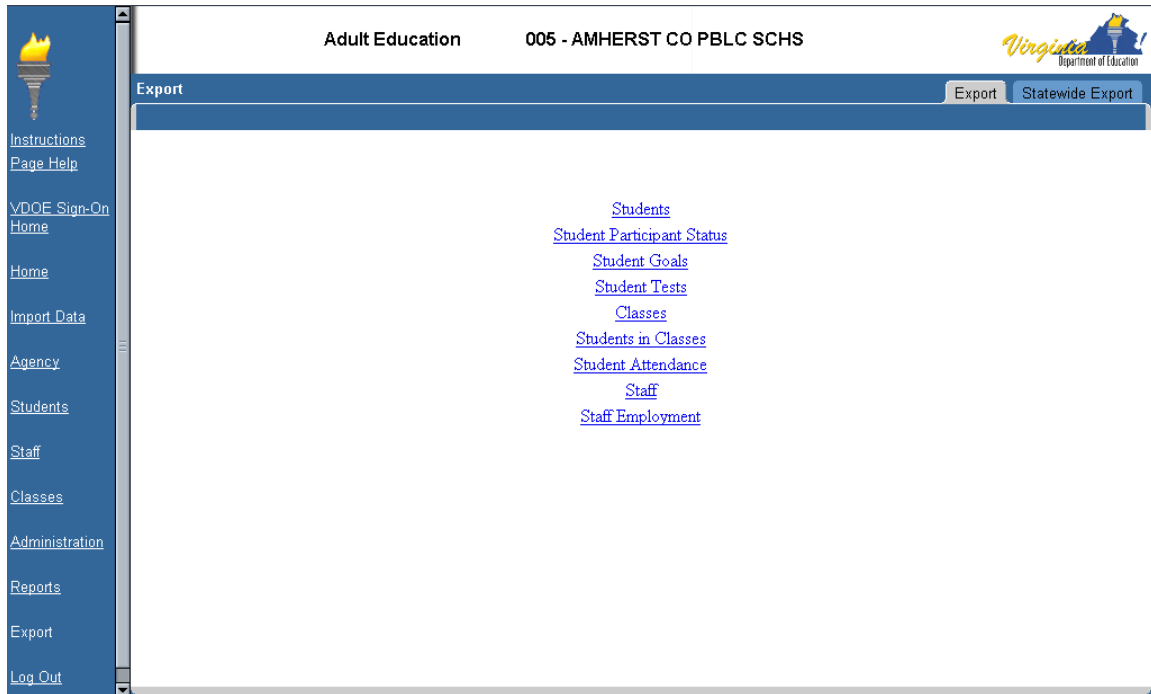 Adult Education 005 - AMHERST CO PBLC SCHS
Virginia
Department of Education
Export
Export
Statewide Export
Instructions
Page Help
VDOE Sign-On
Home
Home
Import Data
Agency
Students
Staff
Classes
Administration
Reports
Export
Log Out
Students
Student Participant Status
Student Goals
Student Tests
Classes
Students in Classes
Student Attendance
Staff
Staff Employment